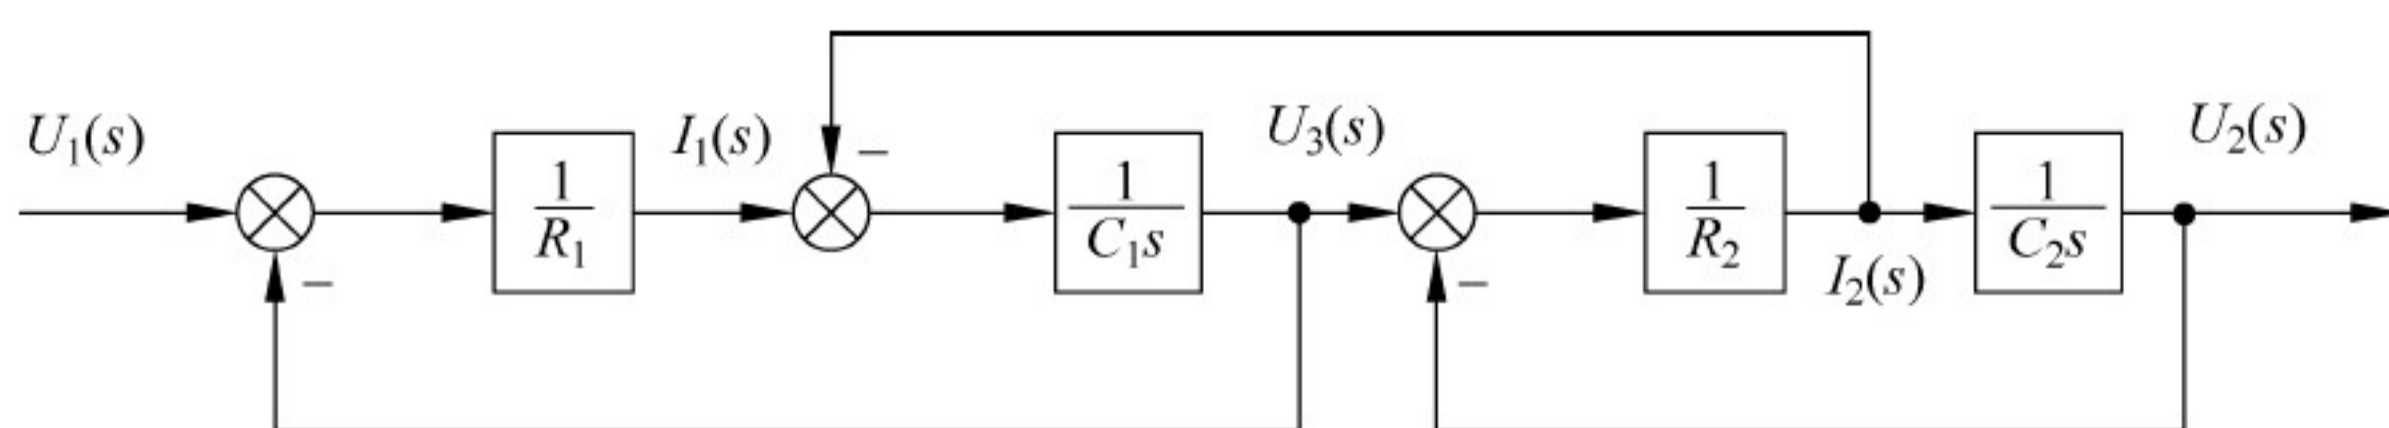 U₁(s)
−
1/R₁
I₁(s)
−
1/(C₁s)
U₃(s)
−
1/R₂
I₂(s)
1/(C₂s)
U₂(s)